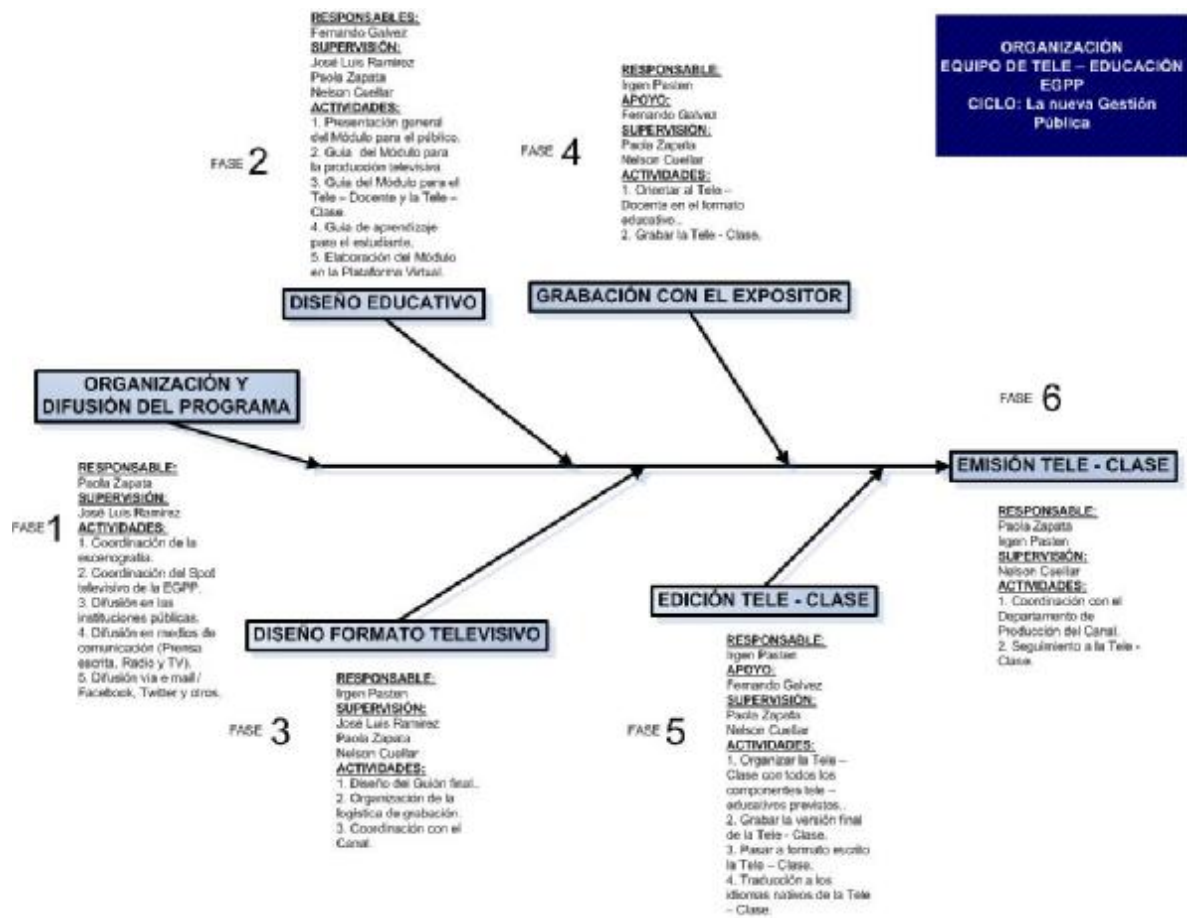 ORGANIZACIÓN
EQUIPO DE TELE – EDUCACIÓN
EGPP
CICLO: La nueva Gestión
Pública
ORGANIZACIÓN Y
DIFUSIÓN DEL PROGRAMA
FASE 1
RESPONSABLE:
Paola Zapata
SUPERVISIÓN:
José Luis Ramirez
ACTIVIDADES:
1. Coordinación de la
escenografía.
2. Coordinación del Spot
televisivo de la EGPP.
3. Difusión en las
instituciones públicas.
4. Difusión en medios de
comunicación (Prensa
escrita, Radio y TV).
5. Difusión via e-mail /
Facebook, Twitter y otros.
FASE 2
RESPONSABLES:
Fernando Galvez
SUPERVISIÓN:
José Luis Ramirez
Paola Zapata
Nelson Cuellar
ACTIVIDADES:
1. Presentación general
del Módulo para el público.
2. Guía del Módulo para
la producción televisiva
3. Guia del Módulo para el
Tele – Docente y la Tele –
Clase.
4. Guia de aprendizaje
para el estudiante.
5. Elaboración del Módulo
en la Plataforma Virtual.
DISEÑO EDUCATIVO
DISEÑO FORMATO TELEVISIVO
FASE 3
RESPONSABLE:
Irgen Pasten
SUPERVISIÓN:
José Luis Ramirez
Paola Zapata
Nelson Cuellar
ACTIVIDADES:
1. Diseño del Guión final..
2. Organización de la
logística de grabación.
3. Coordinación con el
Canal.
FASE 4
RESPONSABLE:
Irgen Pasten
APOYO:
Fernando Galvez
SUPERVISIÓN:
Paola Zapata
Nelson Cuellar
ACTIVIDADES:
1. Orientar al Tele –
Docente en el formato
educativo..
2. Grabar la Tele - Clase.
GRABACIÓN CON EL EXPOSITOR
EDICIÓN TELE - CLASE
FASE 5
RESPONSABLE:
Irgen Pasten
APOYO:
Fernando Galvez
SUPERVISIÓN:
Paola Zapata
Nelson Cuellar
ACTIVIDADES:
1. Organizar la Tele –
Clase con todos los
componentes tele –
educativos previstos..
2. Grabar la versión final
de la Tele - Clase.
3. Pasar a formato escrito
la Tele – Clase.
4. Traducción a los
idiomas nativos de la Tele
– Clase.
FASE 6
EMISIÓN TELE - CLASE
RESPONSABLE:
Paola Zapata
Irgen Pasten
SUPERVISIÓN:
Nelson Cuellar
ACTIVIDADES:
1. Coordinación con el
Departamento de
Producción del Canal.
2. Seguimiento a la Tele -
Clase.